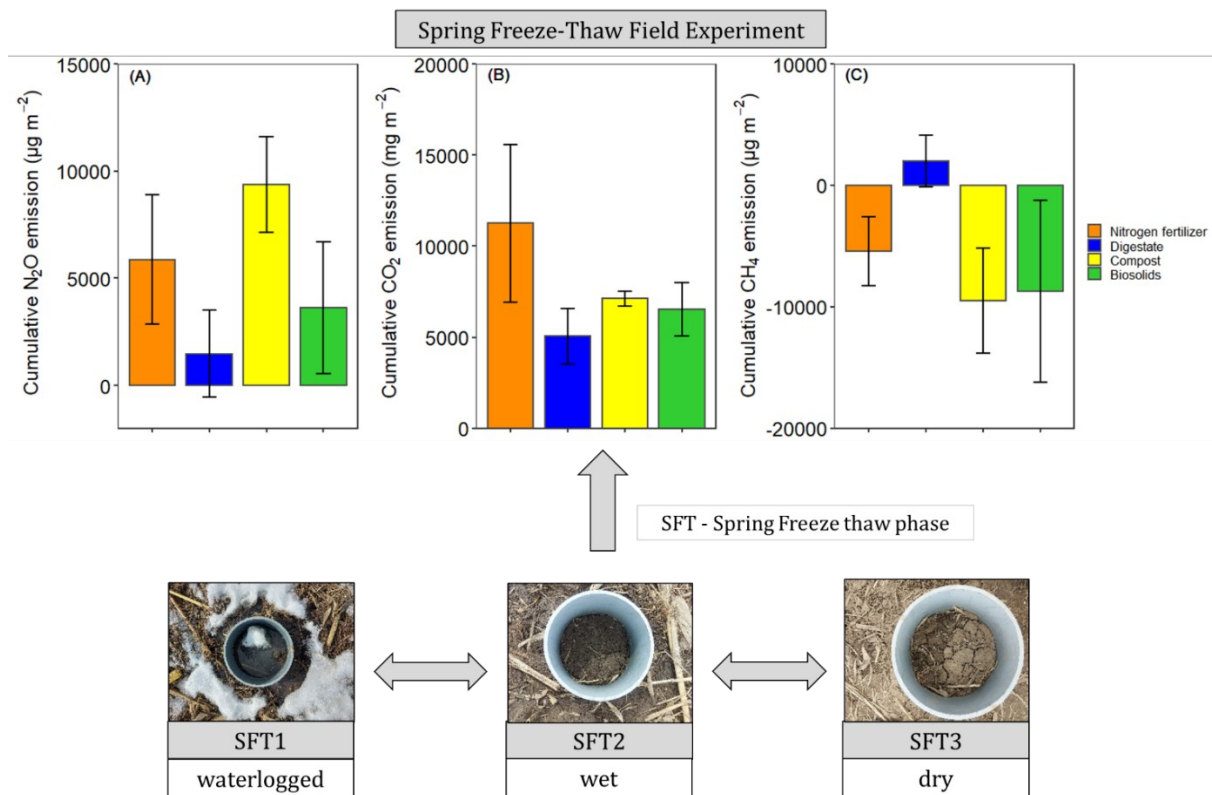 Spring Freeze-Thaw Field Experiment
(A)
Cumulative N₂O emission (µg m⁻²)
15000
10000
5000
0
(B)
Cumulative CO₂ emission (mg m⁻²)
20000
15000
10000
5000
0
(C)
Cumulative CH₄ emission (µg m⁻²)
10000
0
-10000
-20000
Nitrogen fertilizer
Digestate
Compost
Biosolids
SFT - Spring Freeze thaw phase
SFT1
waterlogged
SFT2
wet
SFT3
dry